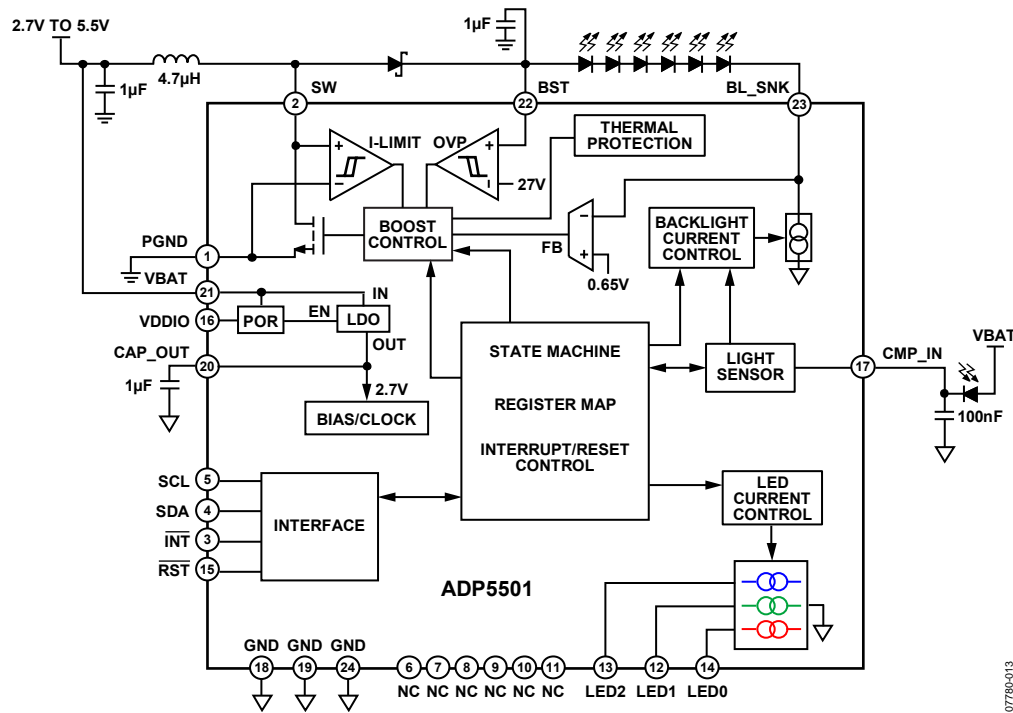 2.7V TO 5.5V
1µF
1µF
4.7µH
SW
BST
BL_SNK
2
22
23
I-LIMIT
OVP
THERMAL
PROTECTION
+
–
+
–
27V
BOOST
CONTROL
FB
–
+
0.65V
BACKLIGHT
CURRENT
CONTROL
PGND
1
VBAT
21
IN
VDDIO
16
POR
EN
LDO
OUT
CAP_OUT
20
1µF
2.7V
BIAS/CLOCK
STATE MACHINE
REGISTER MAP
INTERRUPT/RESET
CONTROL
LIGHT
SENSOR
17
CMP_IN
VBAT
100nF
SCL
5
SDA
4
INT
3
RST
15
INTERFACE
LED
CURRENT
CONTROL
ADP5501
GND
GND
GND
18
19
24
6
7
8
9
10
11
13
12
14
NC
NC
NC
NC
NC
NC
LED2
LED1
LED0
07780-013